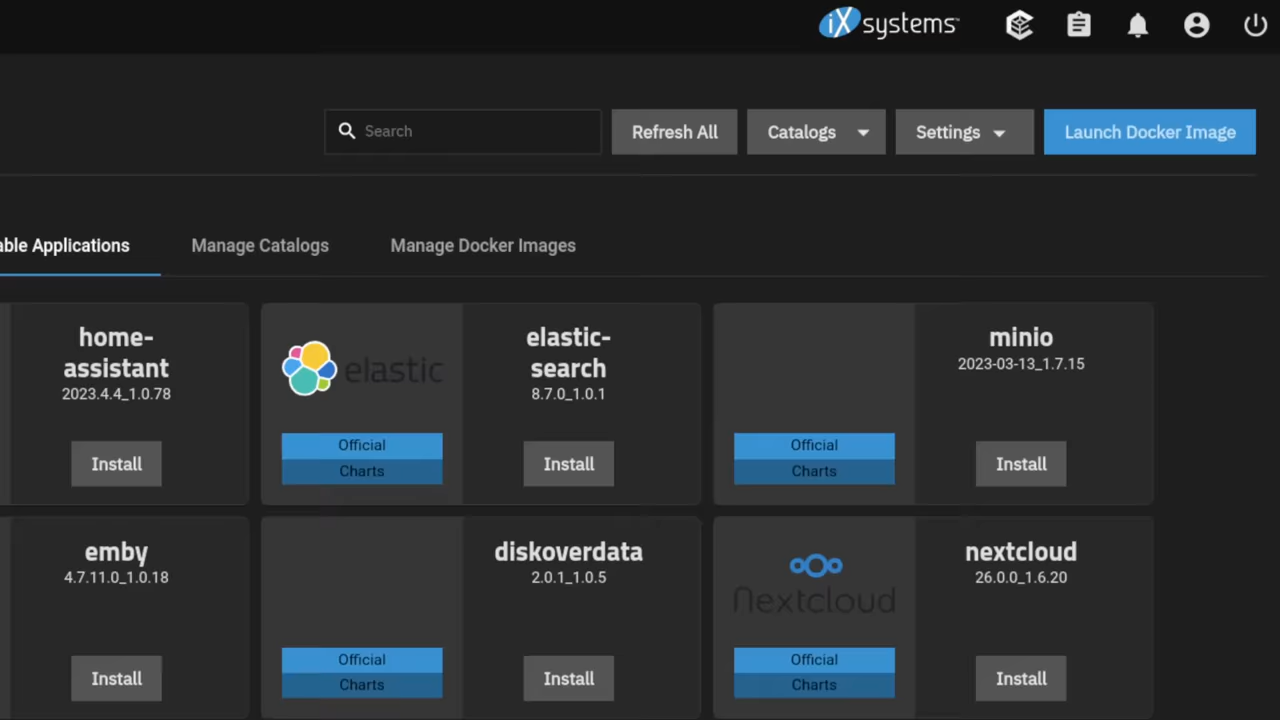 iX systems
Search
Refresh All
Catalogs
Settings
Launch Docker Image
able Applications
Manage Catalogs
Manage Docker Images
home-
assistant
2023.4.4_1.0.78
Install
elastic
Official
Charts
elastic-
search
8.7.0_1.0.1
Install
Official
Charts
minio
2023-03-13_1.7.15
Install
emby
4.7.11.0_1.0.18
Install
Official
Charts
diskoverdata
2.0.1_1.0.5
Install
Nextcloud
Official
Charts
nextcloud
26.0.0_1.6.20
Install